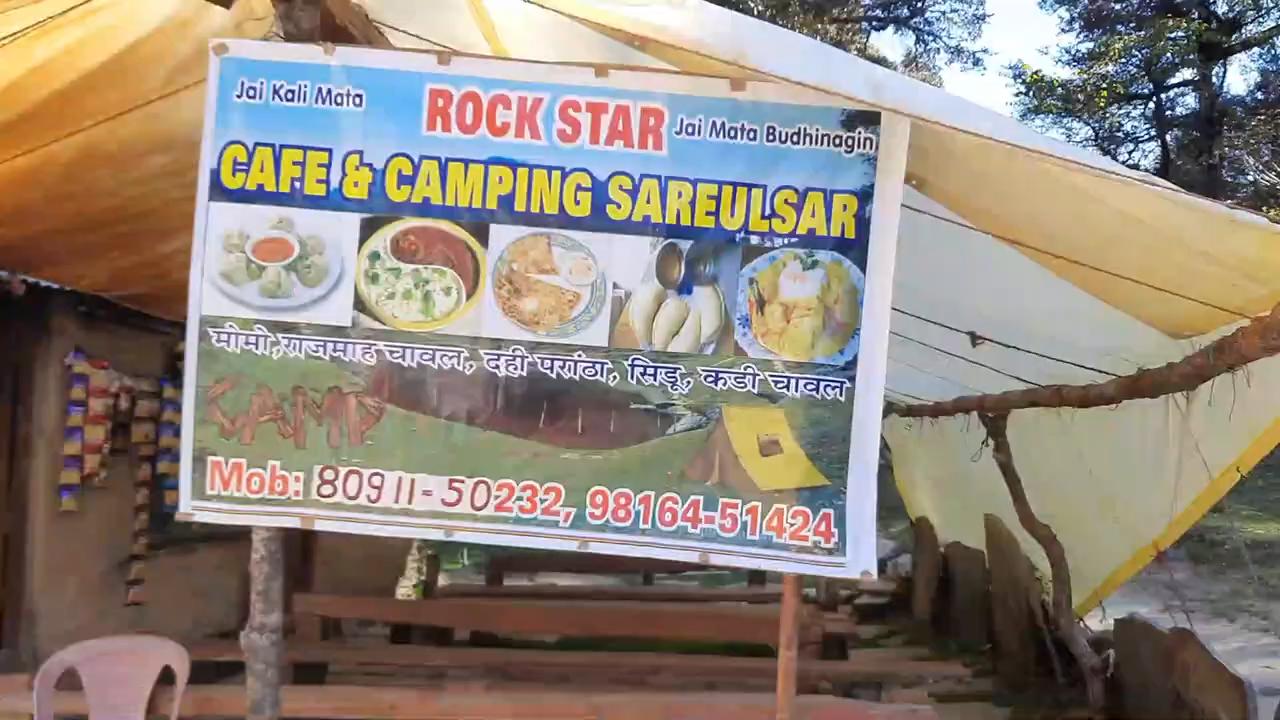 Jai Kali Mata
ROCK STAR
Jai Mata Budhinagin
CAFE & CAMPING SAREULSAR
मोमो,राजमाह चावल, दही परांठा, सिडू, कडी चावल
CAMP
Mob: 80911-50232, 98164-51424